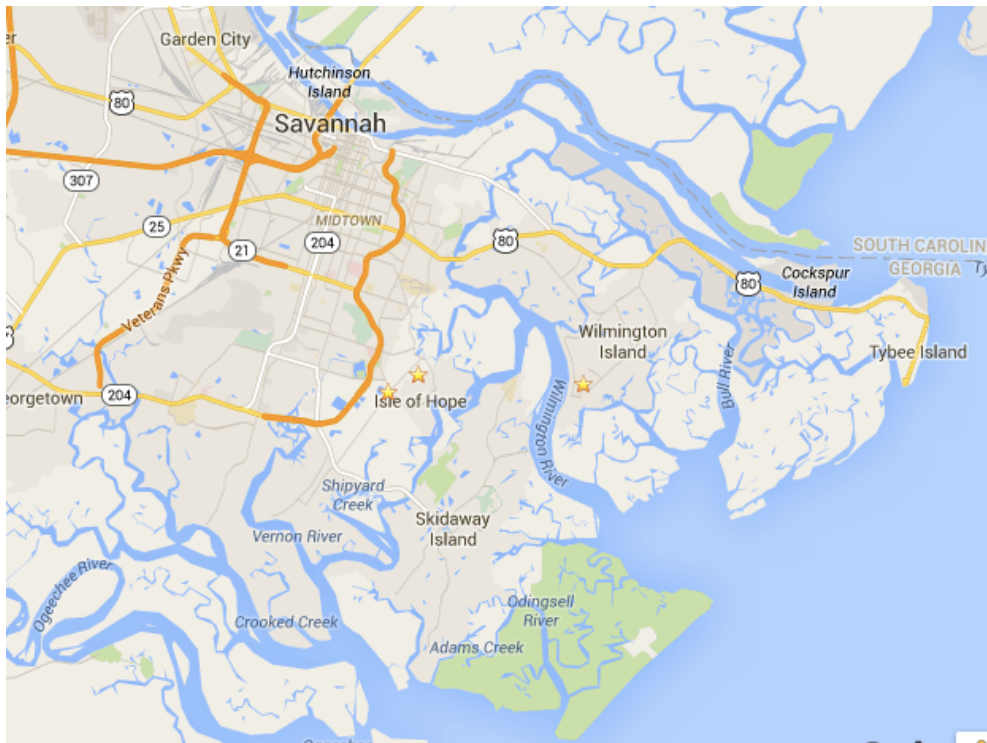 Garden City
Hutchinson
Island
80
Savannah
307
25
MIDTOWN
21
204
80
Veterans Pkwy
SOUTH CAROLIN
GEORGIA
Ty
Cockspur
Island
80
Wilmington
Island
Tybee Island
Bull River
eorgetown
204
Isle of Hope
Wilmington River
Shipyard
Creek
Skidaway
Island
Vernon River
Ogeechee River
Odingsell
River
Crooked Creek
Adams Creek